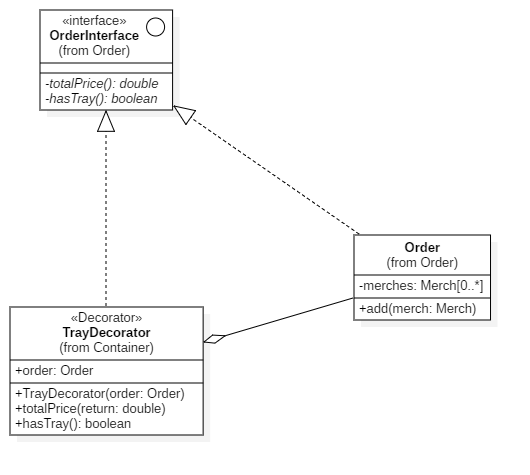 «interface»
OrderInterface
(from Order)
-totalPrice(): double
-hasTray(): boolean
Order
(from Order)
-merches: Merch[0..*]
+add(merch: Merch)
«Decorator»
TrayDecorator
(from Container)
+order: Order
+TrayDecorator(order: Order)
+totalPrice(return: double)
+hasTray(): boolean